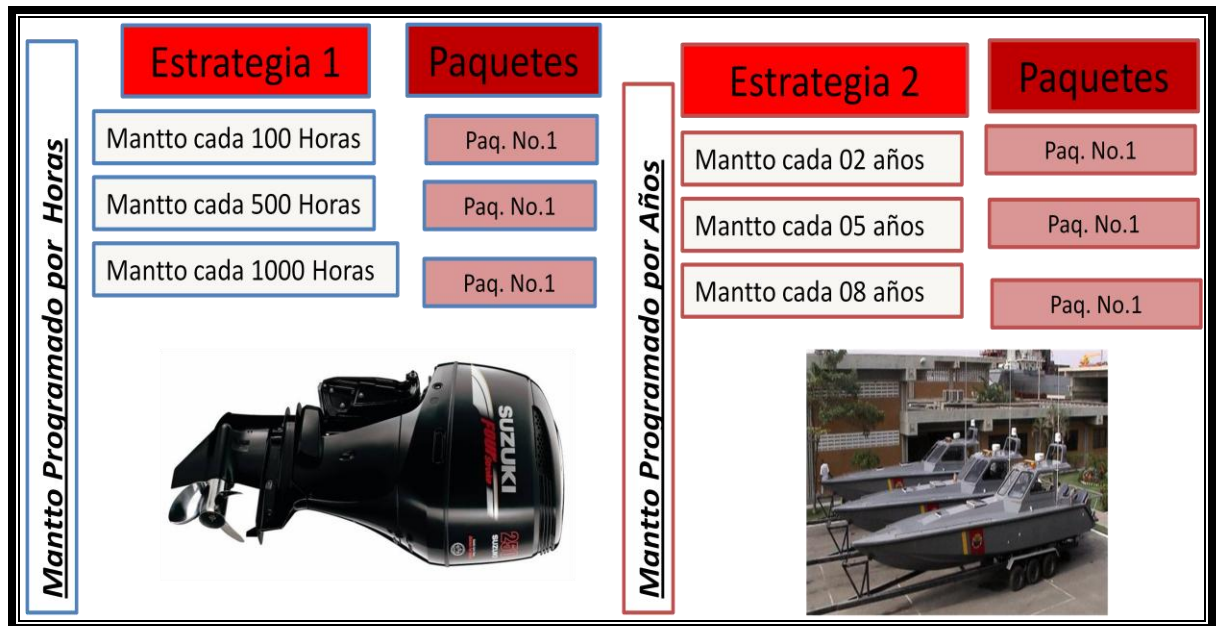 Mantto Programado por Horas
Estrategia 1
Paquetes
Mantto cada 100 Horas
Paq. No.1
Mantto cada 500 Horas
Paq. No.1
Mantto cada 1000 Horas
Paq. No.1
SUZUKI
Mantto Programado por Años
Estrategia 2
Paquetes
Mantto cada 02 años
Paq. No.1
Mantto cada 05 años
Paq. No.1
Mantto cada 08 años
Paq. No.1